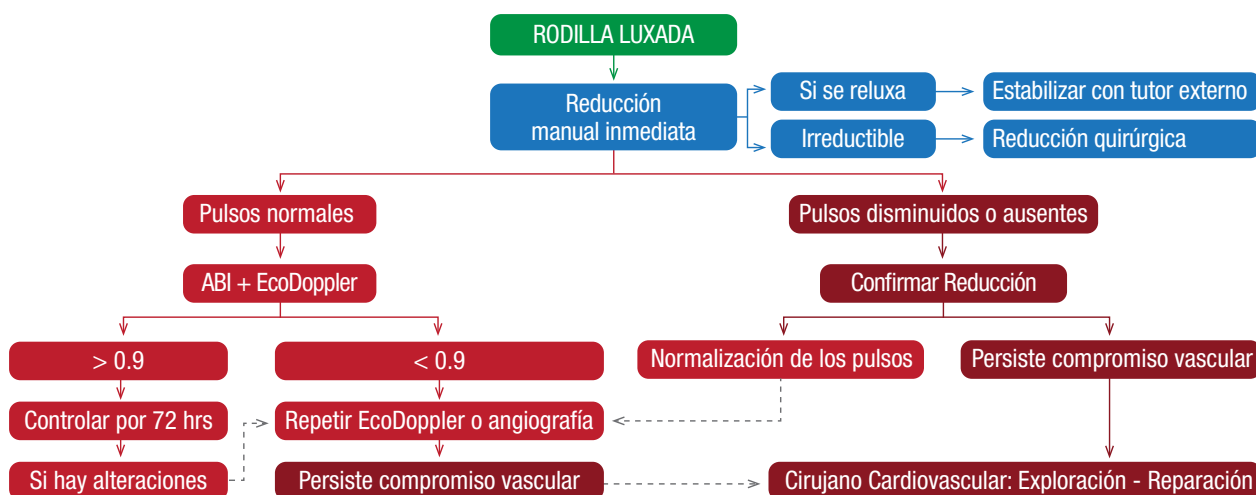 RODILLA LUXADA
Reducción
manual inmediata
Si se reluxa
Estabilizar con tutor externo
Irreductible
Reducción quirúrgica
Pulsos normales
Pulsos disminuidos o ausentes
ABI + EcoDoppler
Confirmar Reducción
> 0.9
< 0.9
Normalización de los pulsos
Persiste compromiso vascular
Controlar por 72 hrs
Repetir EcoDoppler o angiografía
Si hay alteraciones
Persiste compromiso vascular
Cirujano Cardiovascular: Exploración - Reparación